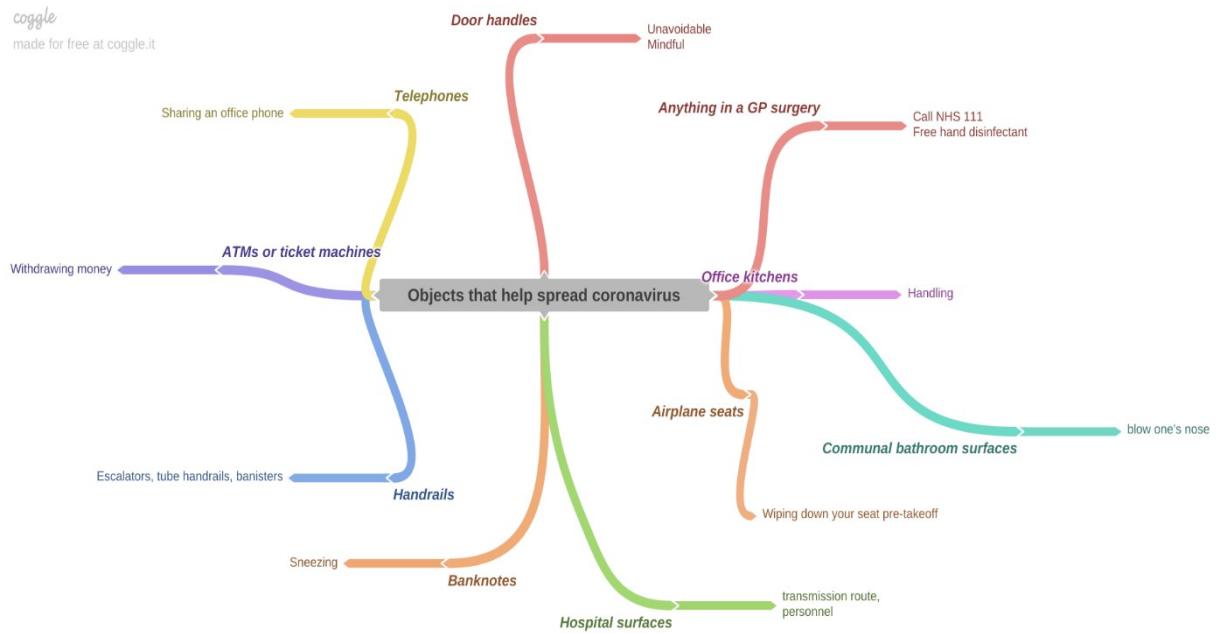 coggle
made for free at coggle.it
Door handles
Unavoidable
Mindful
Telephones
Sharing an office phone
Anything in a GP surgery
Call NHS 111
Free hand disinfectant
ATMs or ticket machines
Withdrawing money
Objects that help spread coronavirus
Office kitchens
Handling
Airplane seats
Wiping down your seat pre-takeoff
Communal bathroom surfaces
blow one's nose
Handrails
Escalators, tube handrails, banisters
Banknotes
Sneezing
Hospital surfaces
transmission route,
personnel